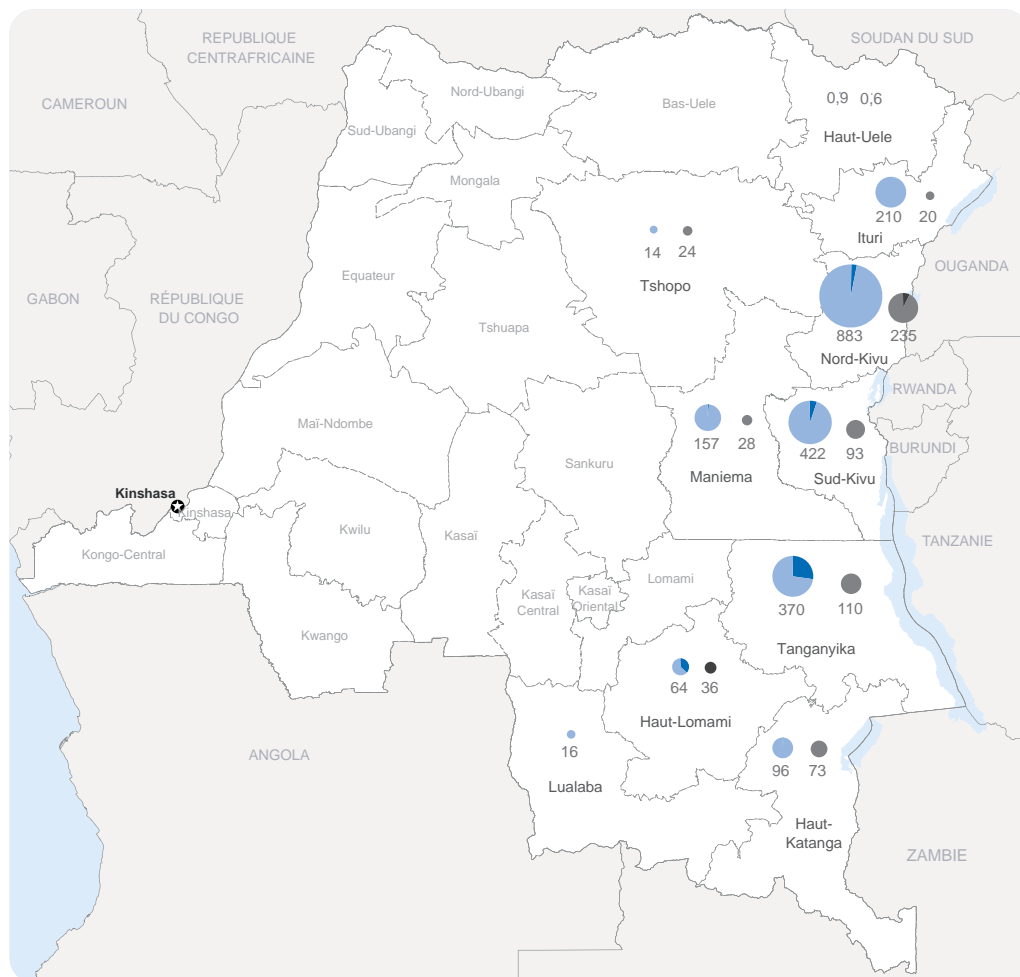 REPUBLIQUE
CENTRAFRICAINE
SOUDAN DU SUD
CAMEROUN
Nord-Ubangi
Bas-Uele
0,9 0,6
Sud-Ubangi
Haut-Uele
Mongala
210 20
Ituri
14 24
Tshopo
Equateur
OUGANDA
GABON
RÉPUBLIQUE
DU CONGO
Tshuapa
883 235
Nord-Kivu
RWANDA
Maï-Ndombe
157 28
422 93
BURUNDI
Sankuru
Maniema
Sud-Kivu
Kinshasa
Kinshasa
Kwilu
Kasaï
TANZANIE
Kongo-Central
Lomami
Kasaï
Central
Kasaï
Oriental
370 110
Kwango
Tanganyika
64 36
Haut-Lomami
16
Lualaba
ANGOLA
96 73
Haut-
Katanga
ZAMBIE